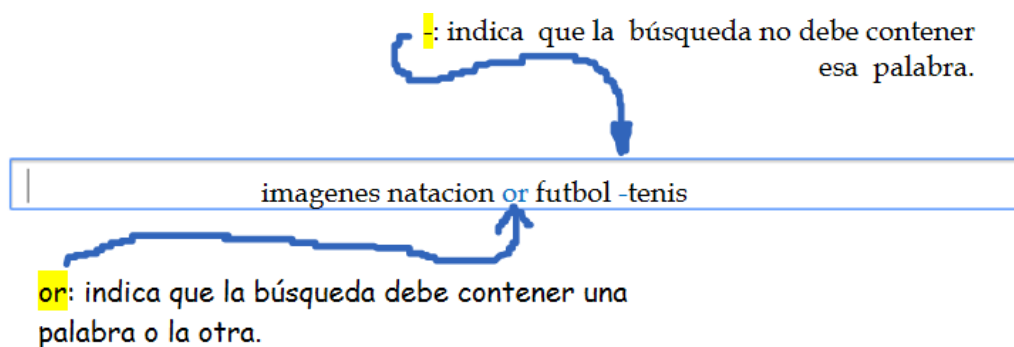 -: indica que la búsqueda no debe contener
esa palabra.
imagenes natacion or futbol -tenis
or: indica que la búsqueda debe contener una
palabra o la otra.